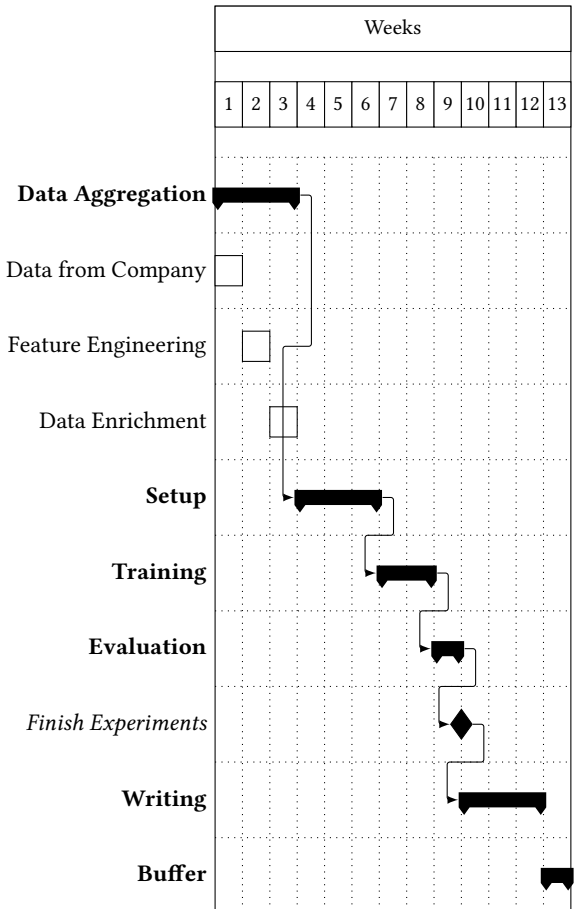 Weeks
1 2 3 4 5 6 7 8 9 10 11 12 13
Data Aggregation
Data from Company
Feature Engineering
Data Enrichment
Setup
Training
Evaluation
Finish Experiments
Writing
Buffer